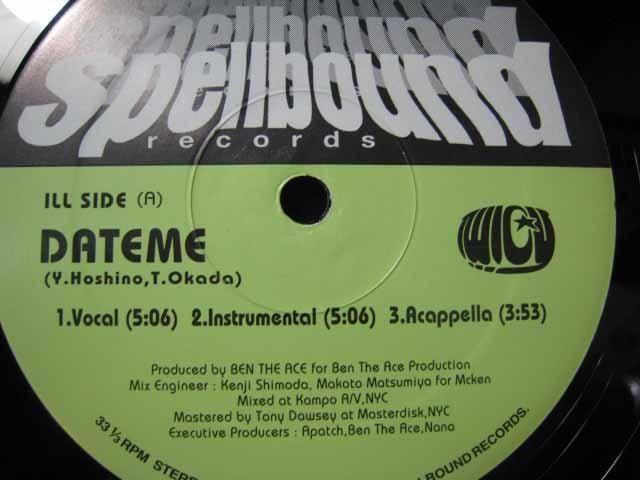 spellbound
spellbound
records
ILL SIDE (A)
DATEME
(Y.Hoshino,T.Okada)
1.Vocal (5:06) 2.Instrumental (5:06) 3.Acappella (3:53)
Produced by BEN THE ACE for Ben The Ace Production
Mix Engineer : Kenji Shimoda, Makoto Matsumiya for Mcken
Mixed at Kampo A/V,NYC
Mastered by Tony Dawsey at Masterdisk,NYC
Executive Producers : Apatch,Ben The Ace,Nana
33 1/3 RPM STEREO
LLBOUND RECORDS.